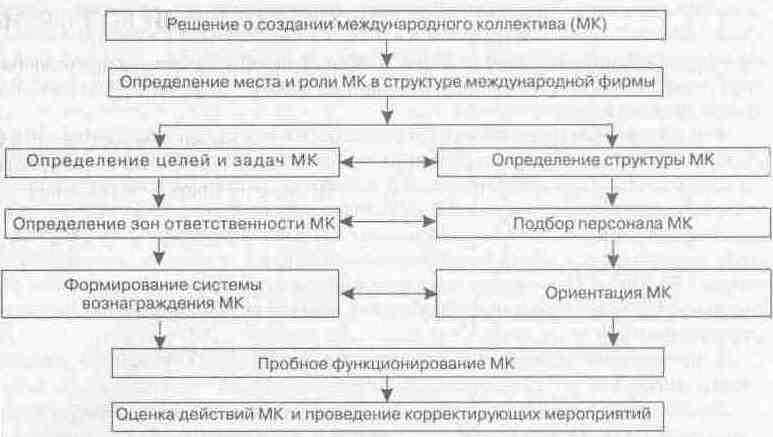 Решение о создании международного коллектива (МК)
Определение места и роли МК в структуре международной фирмы
Определение целей и задач МК
Определение структуры МК
Определение зон ответственности МК
Подбор персонала МК
Формирование системы
вознаграждения МК
Ориентация МК
Пробное функционирование МК
Оценка действий МК и проведение корректирующих мероприятий